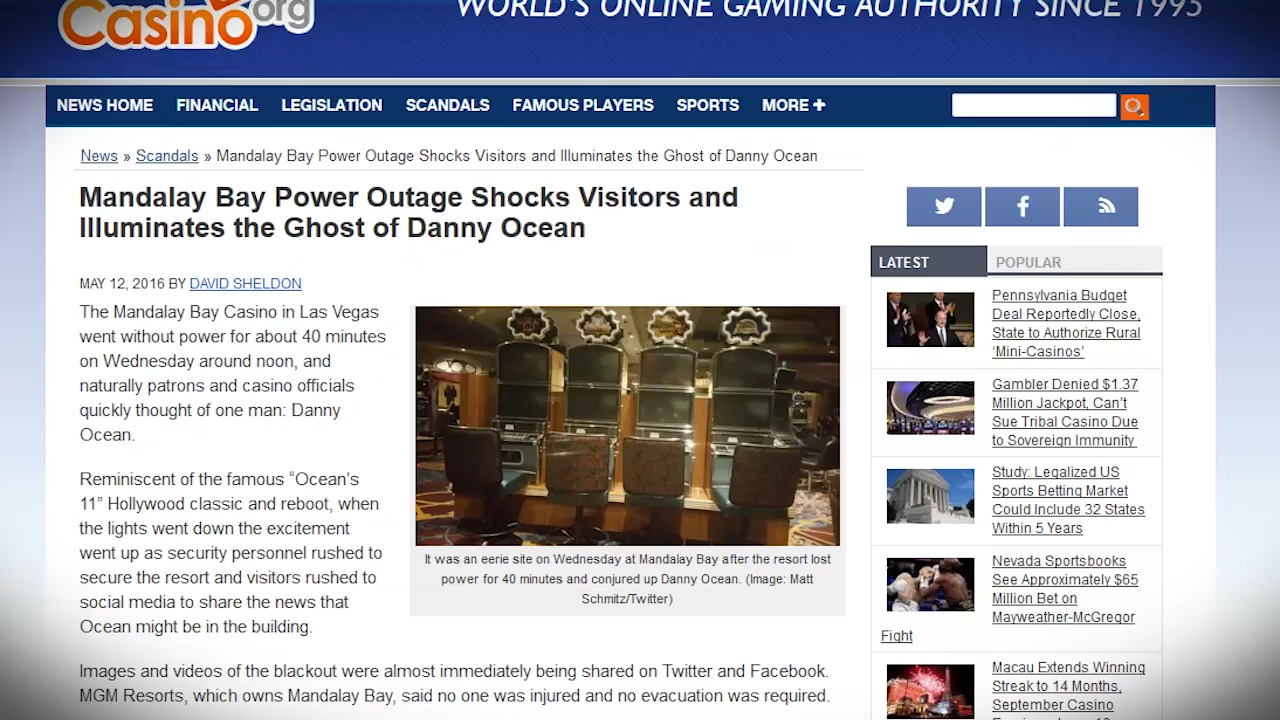 Casino
org
WORLD'S ONLINE GAMING AUTHORITY SINCE 1995
NEWS HOME FINANCIAL LEGISLATION SCANDALS FAMOUS PLAYERS SPORTS MORE +
News » Scandals » Mandalay Bay Power Outage Shocks Visitors and Illuminates the Ghost of Danny Ocean
Mandalay Bay Power Outage Shocks Visitors and
Illuminates the Ghost of Danny Ocean
MAY 12, 2016 BY DAVID SHELDON
The Mandalay Bay Casino in Las Vegas
went without power for about 40 minutes
on Wednesday around noon, and
naturally patrons and casino officials
quickly thought of one man: Danny
Ocean.
Reminiscent of the famous “Ocean’s
11” Hollywood classic and reboot, when
the lights went down the excitement
went up as security personnel rushed to
secure the resort and visitors rushed to
social media to share the news that
Ocean might be in the building.
It was an eerie site on Wednesday at Mandalay Bay after the resort lost
power for 40 minutes and conjured up Danny Ocean. (Image: Matt
Schmitz/Twitter)
Images and videos of the blackout were almost immediately being shared on Twitter and Facebook.
MGM Resorts, which owns Mandalay Bay, said no one was injured and no evacuation was required.
LATEST POPULAR
Pennsylvania Budget
Deal Reportedly Close,
State to Authorize Rural
‘Mini-Casinos’
Gambler Denied $1.37
Million Jackpot, Can’t
Sue Tribal Casino Due
to Sovereign Immunity
Study: Legalized US
Sports Betting Market
Could Include 32 States
Within 5 Years
Nevada Sportsbooks
See Approximately $65
Million Bet on
Mayweather-McGregor
Fight
Macau Extends Winning
Streak to 14 Months,
September Casino